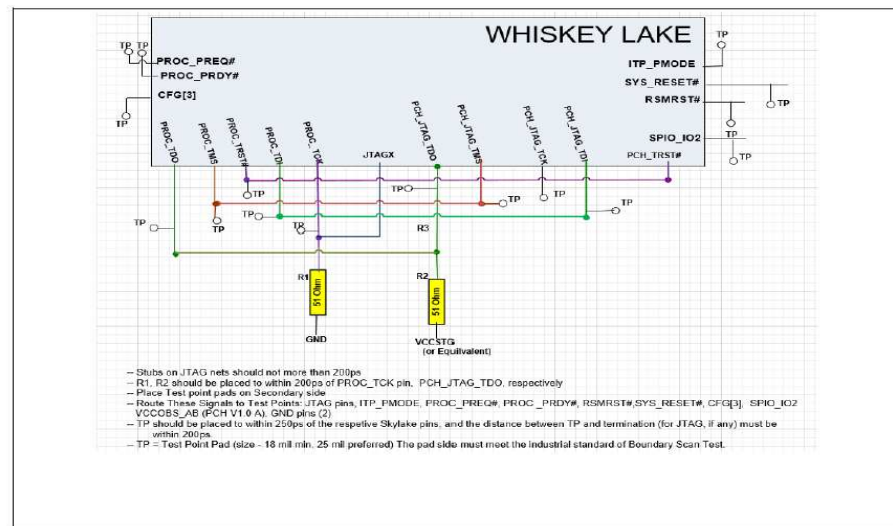 WHISKEY LAKE
TP
TP
PROC_PREQ#
PROC_PRDY#
CFG[3]
TP
TP
ITP_PMODE
SYS_RESET#
RSMRST#
TP
TP
SPIO_IO2
TP
PCH_TRST#
PROC_TDO
PROC_TMS
PROC_TRST#
PROC_TDI
PROC_TCK
JTAGX
PCH_JTAG_TDO
PCH_JTAG_TMS
PCH_JTAG_TCK
PCH_JTAG_TDI
TP
TP
TP
TP
TP
TP
TP
TP
TP
TP
R3
R1
51 Ohm
GND
R2
51 Ohm
VCCSTG
(or Equilvalent)
-- Stubs on JTAG nets should not more than 200ps
-- R1, R2 should be placed to within 200ps of PROC_TCK pin, PCH_JTAG_TDO, respectively
-- Place Test point pads on Secondary side
-- Route These Signals to Test Points: JTAG pins, ITP_PMODE, PROC_PREQ#, PROC _PRDY#, RSMRST#,SYS_RESET#, CFG[3], SPIO_IO2
VCCOBS_AB (PCH V1.0 A), GND pins (2)
-- TP should be placed to within 250ps of the respetive Skylake pins, and the distance between TP and termination (for JTAG, if any) must be
within 200ps.
-- TP = Test Point Pad (size - 18 mil min, 25 mil preferred) The pad side must meet the Industrial standard of Boundary Scan Test.